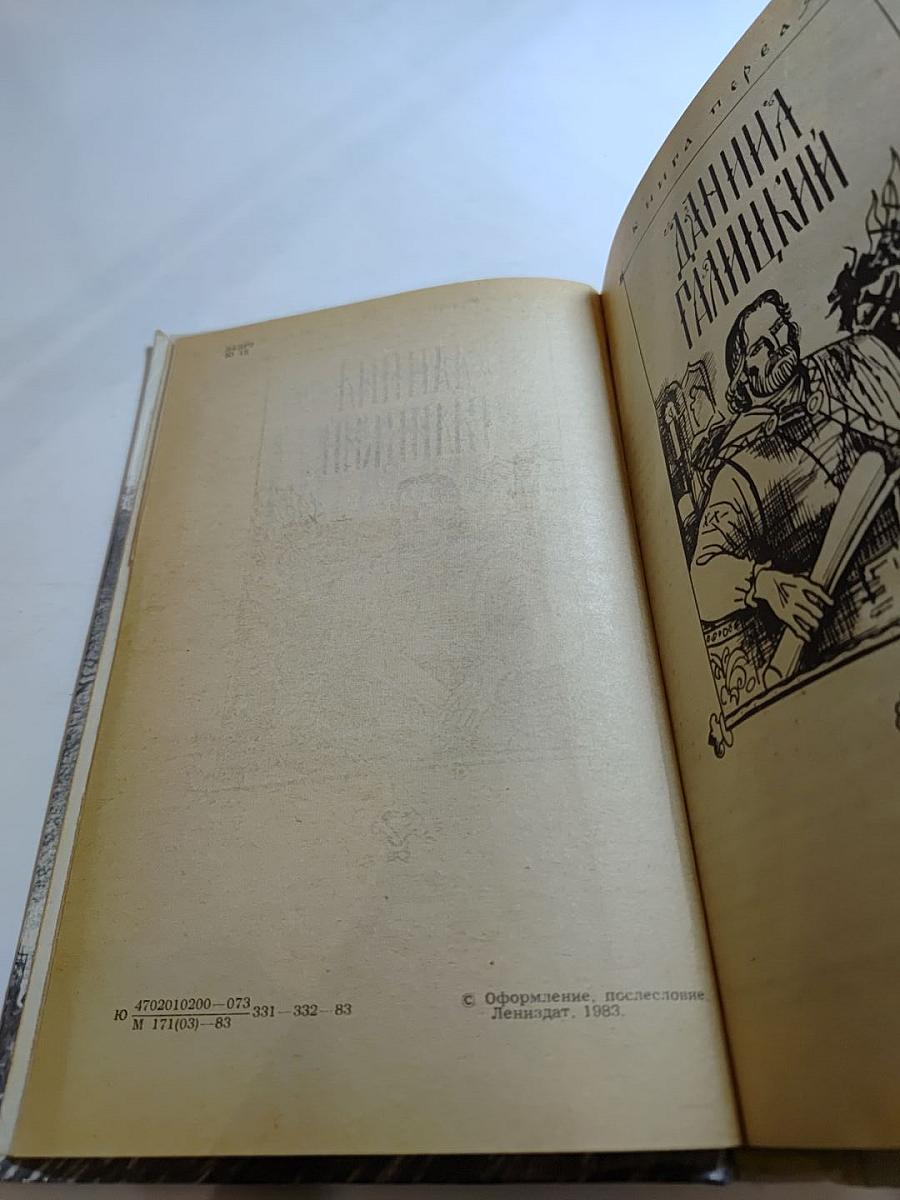 Ю 4702010200—073 331—332—83
М 171(03)—83
© Оформление, послесловие,
Лениздат, 1983.
книга первая
ДАНИИЛ
ГАЛИЦКИЙ